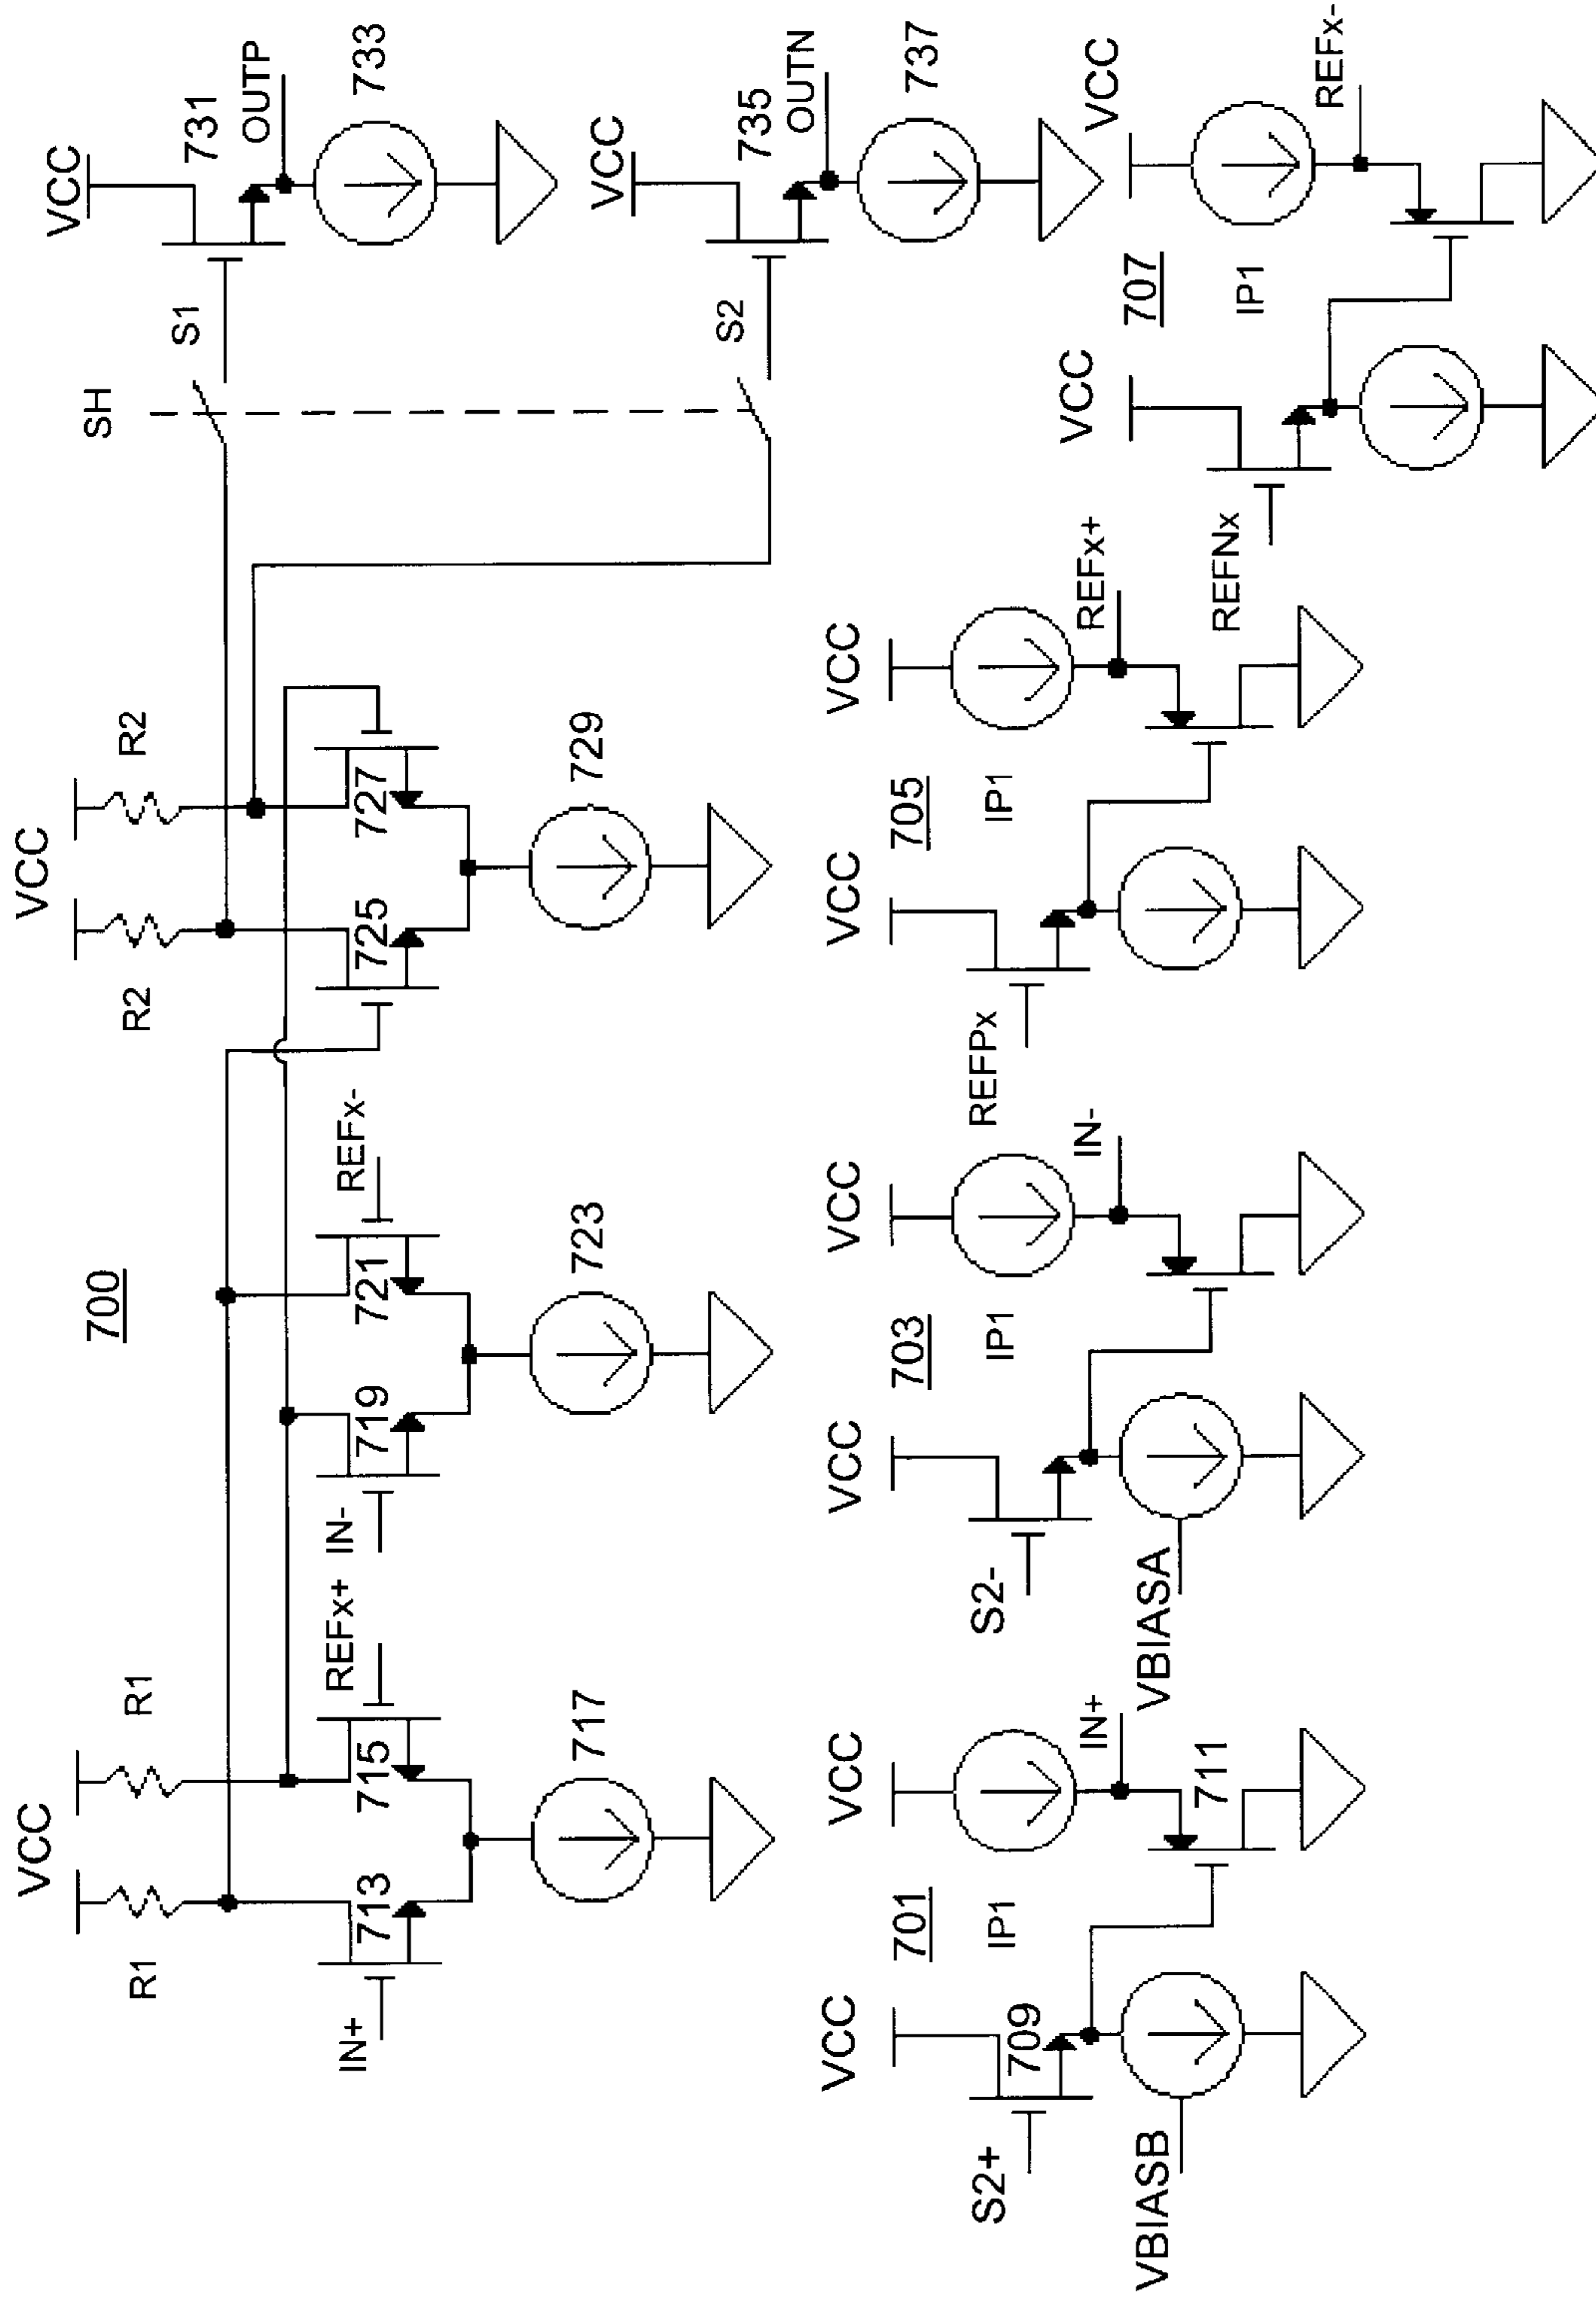 700
VCC
R1
R1
IN+
713
715
REFx+
717
IN-
719
721
REFx-
723
VCC
R2
R2
725
727
729
SH
S1
S2
VCC
731
OUTP
733
VCC
735
OUTN
737
701
VCC
S2+
709
VBIASB
VCC
IP1
IN+
711
703
VCC
S2-
VBIASA
VCC
IP1
IN-
705
VCC
REFPx
VCC
IP1
REFx+
707
VCC
REFNx
VCC
IP1
REFx-